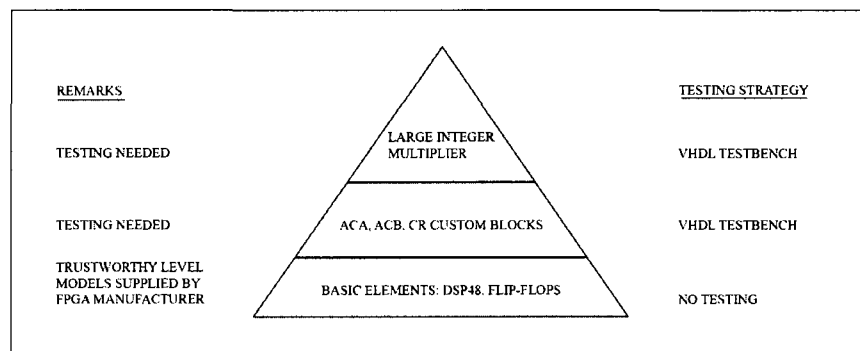 REMARKS
TESTING STRATEGY
LARGE INTEGER
MULTIPLIER
TESTING NEEDED
VHDL TESTBENCH
TESTING NEEDED
ACA, ACB, CR CUSTOM BLOCKS
VHDL TESTBENCH
TRUSTWORTHY LEVEL
MODELS SUPPLIED BY
FPGA MANUFACTURER
BASIC ELEMENTS: DSP48, FLIP-FLOPS
NO TESTING